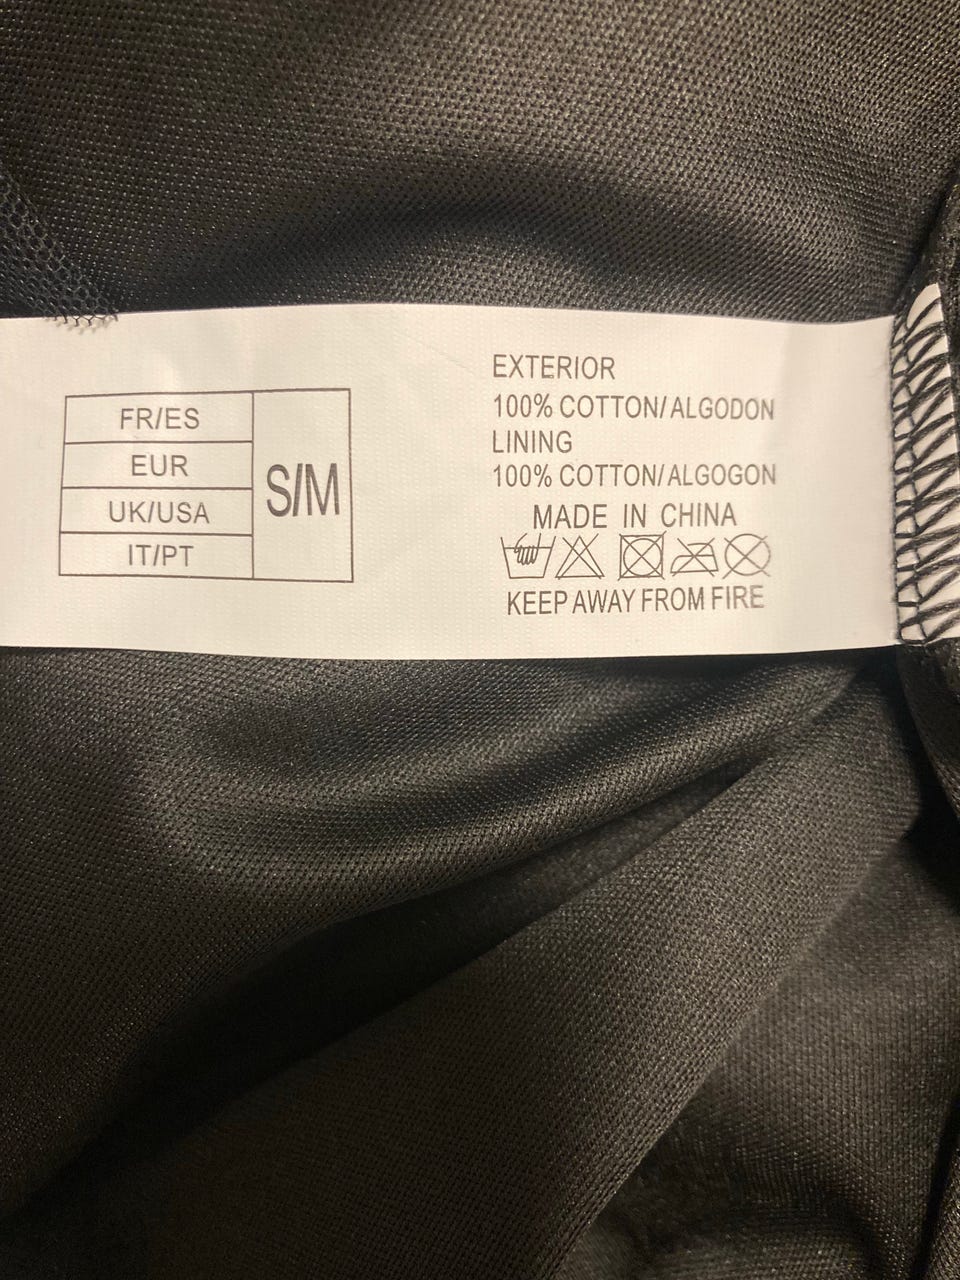 FR/ES
EUR
UK/USA
IT/PT
S/M
EXTERIOR
100% COTTON/ALGODON
LINING
100% COTTON/ALGOGON
MADE IN CHINA
KEEP AWAY FROM FIRE